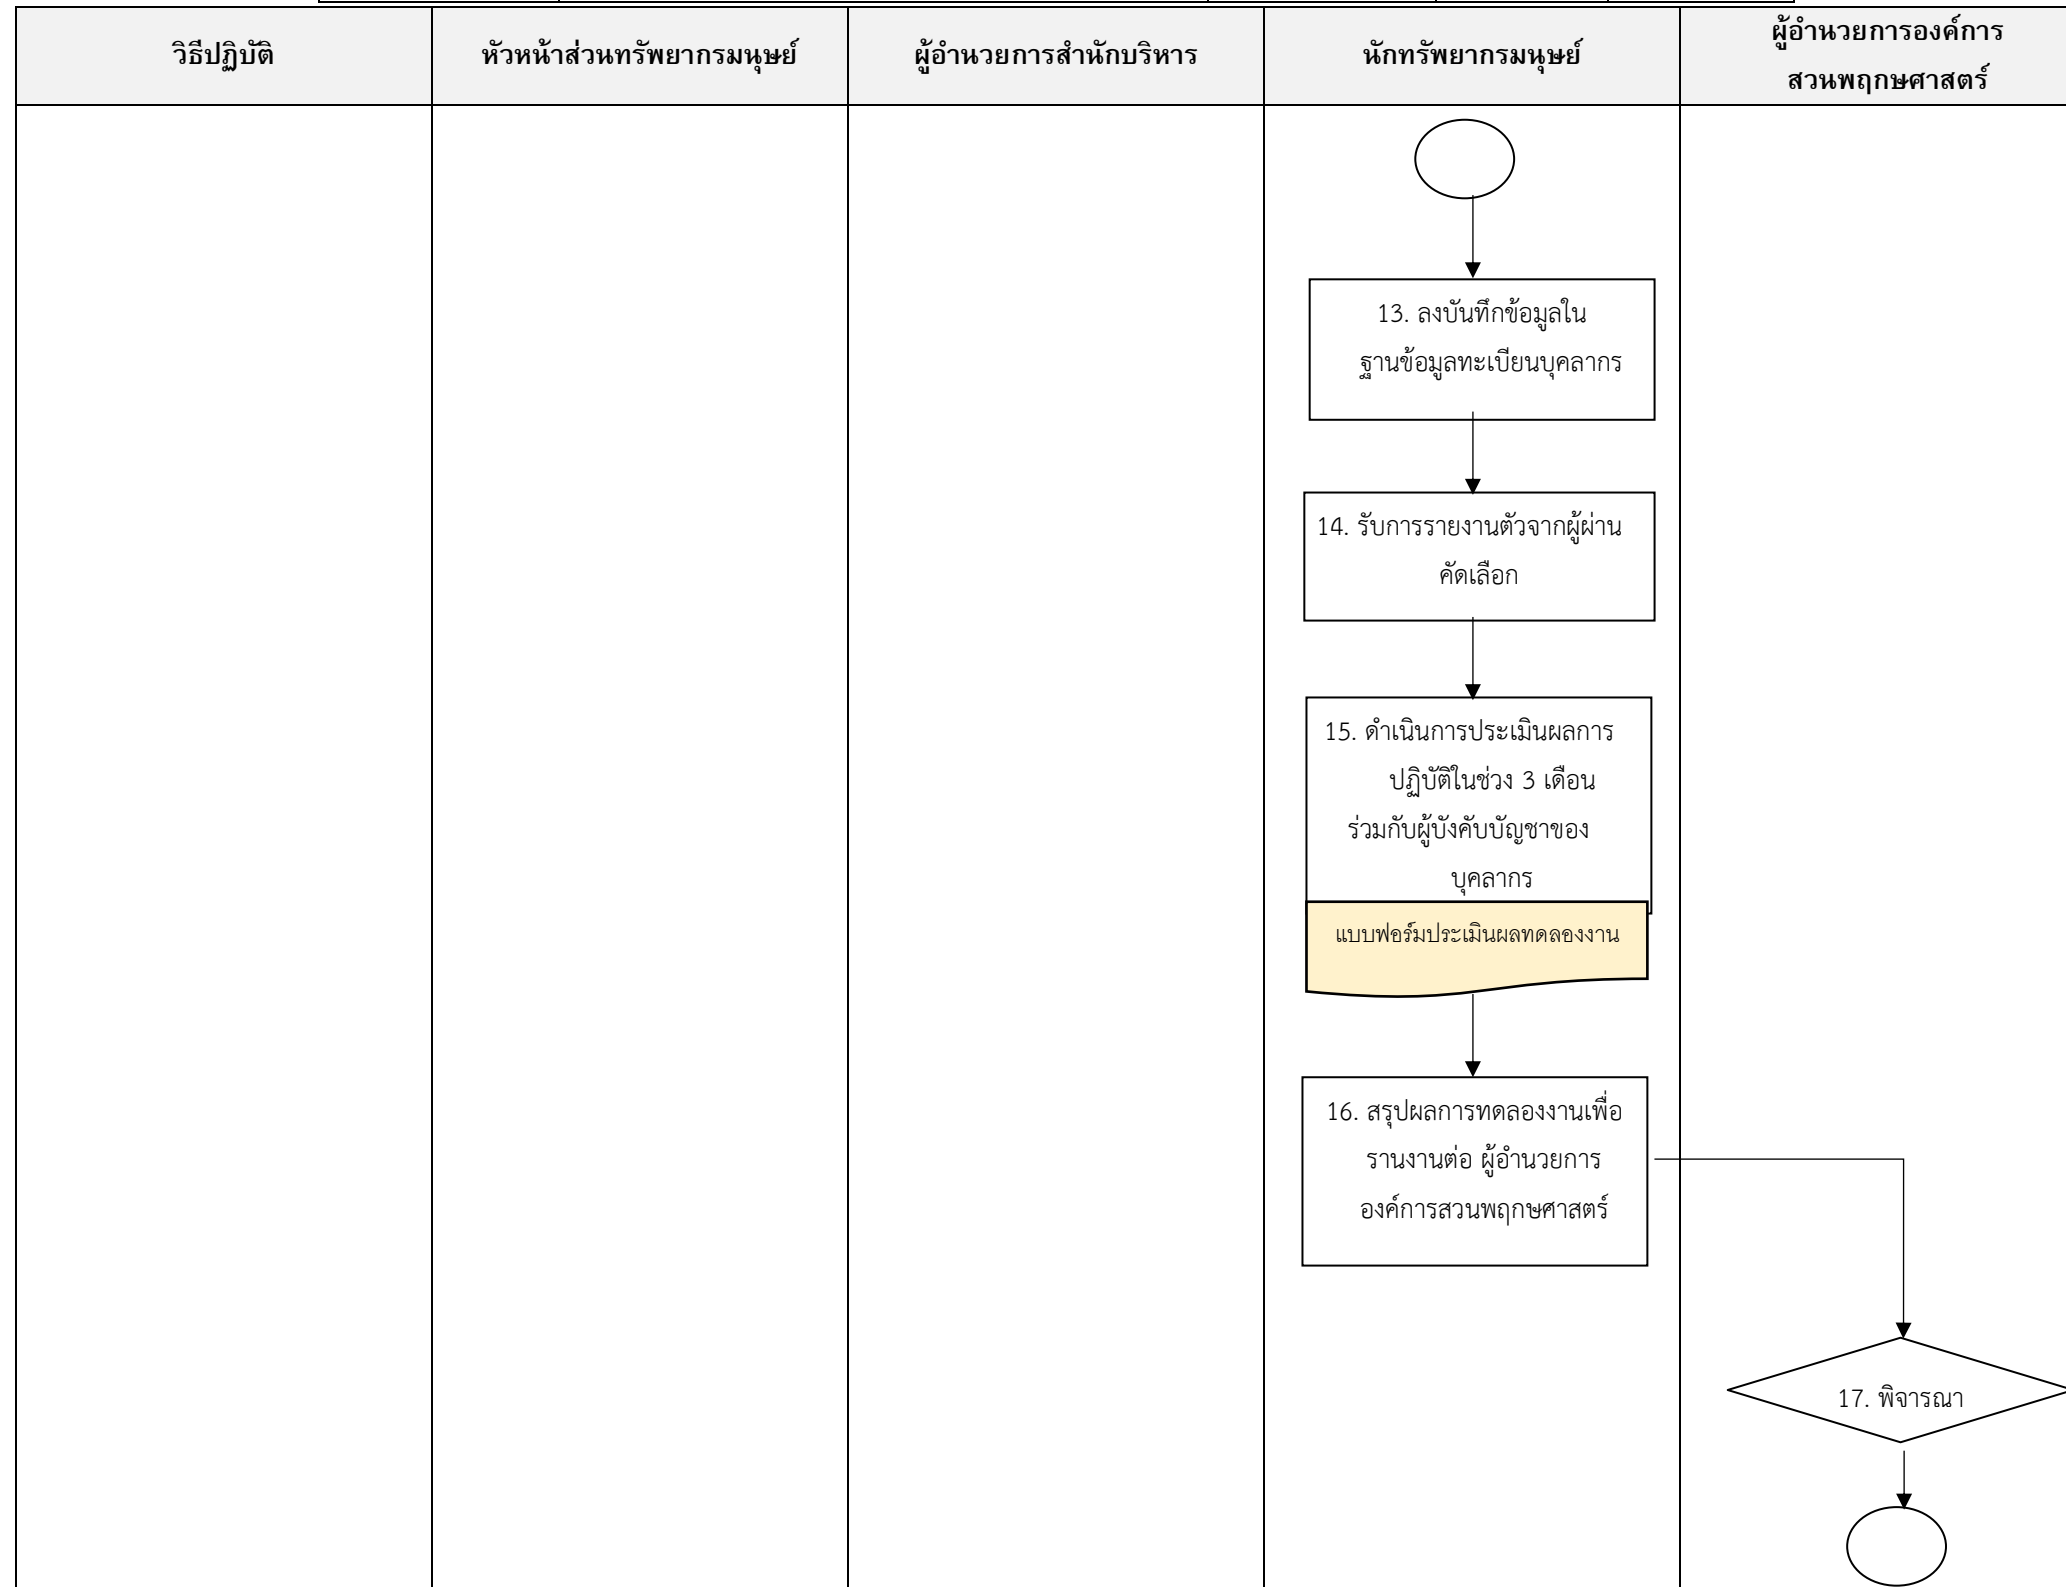 วิธีปฏิบัติ
หัวหน้าส่วนทรัพยากรมนุษย์
ผู้อำนวยการสำนักบริหาร
นักทรัพยากรมนุษย์
ผู้อำนวยการองค์การ
สวนพฤกษศาสตร์
13. ลงบันทึกข้อมูลใน
ฐานข้อมูลทะเบียนบุคลากร
14. รับการรายงานตัวจากผู้ผ่าน
คัดเลือก
15. ดำเนินการประเมินผลการ
ปฏิบัติในช่วง 3 เดือน
ร่วมกับผู้บังคับบัญชาของ
บุคลากร
แบบฟอร์มประเมินผลทดลองงาน
16. สรุปผลการทดลองงานเพื่อ
รานงานต่อ ผู้อำนวยการ
องค์การสวนพฤกษศาสตร์
17. พิจารณา